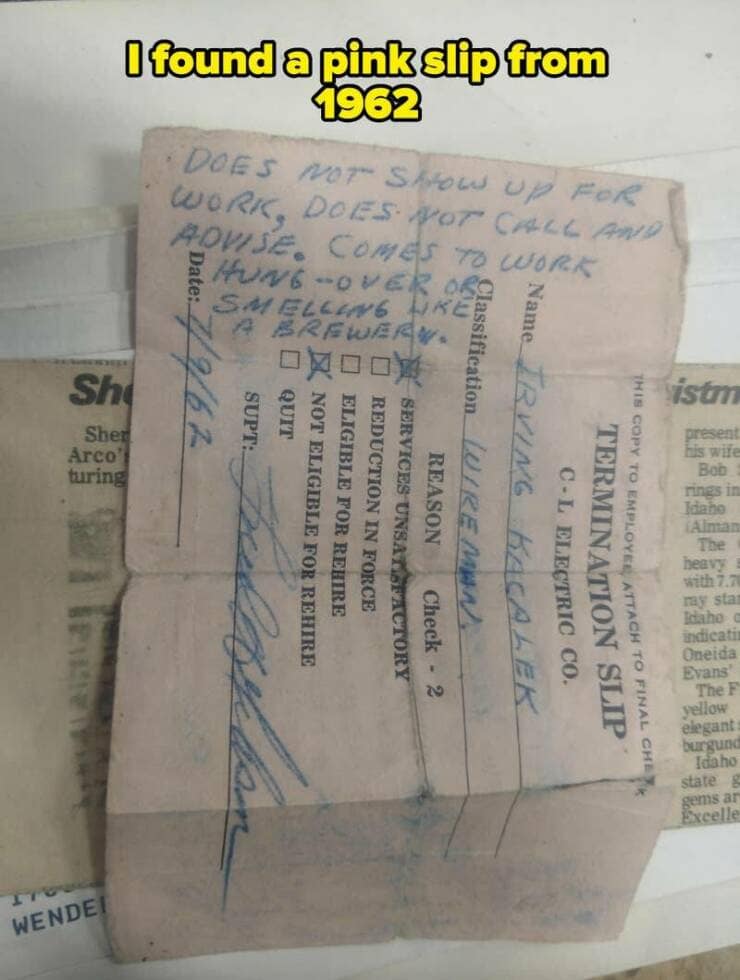 I found a pink slip from
1962
DOES NOT SHOW UP FOR
WORK, DOES NOT CALL AND
ADVISE. COMES TO WORK
HUNG-OVER OR
SMELLING LIKE
A BREWERY.
THIS COPY TO EMPLOYEE ATTACH TO FINAL CHECK
TERMINATION SLIP
C-L ELECTRIC CO.
Name IRVING KACALEK
Classification WIREMAN.
REASON Check - 2
SERVICES UNSATISFACTORY
REDUCTION IN FORCE
ELIGIBLE FOR REHIRE
NOT ELIGIBLE FOR REHIRE
QUIT
SUPT:
Date: 7/9/62
She
Sher
Arco'
turing
istm
present
his wife
Bob
rings in
Idaho
(Alman
The
heavy
with 7.7
ray sta
Idaho
indicati
Oneida
Evans'
The F
yellow
elegant
burgund
Idaho
state g
gems ar
Excelle
WENDEL